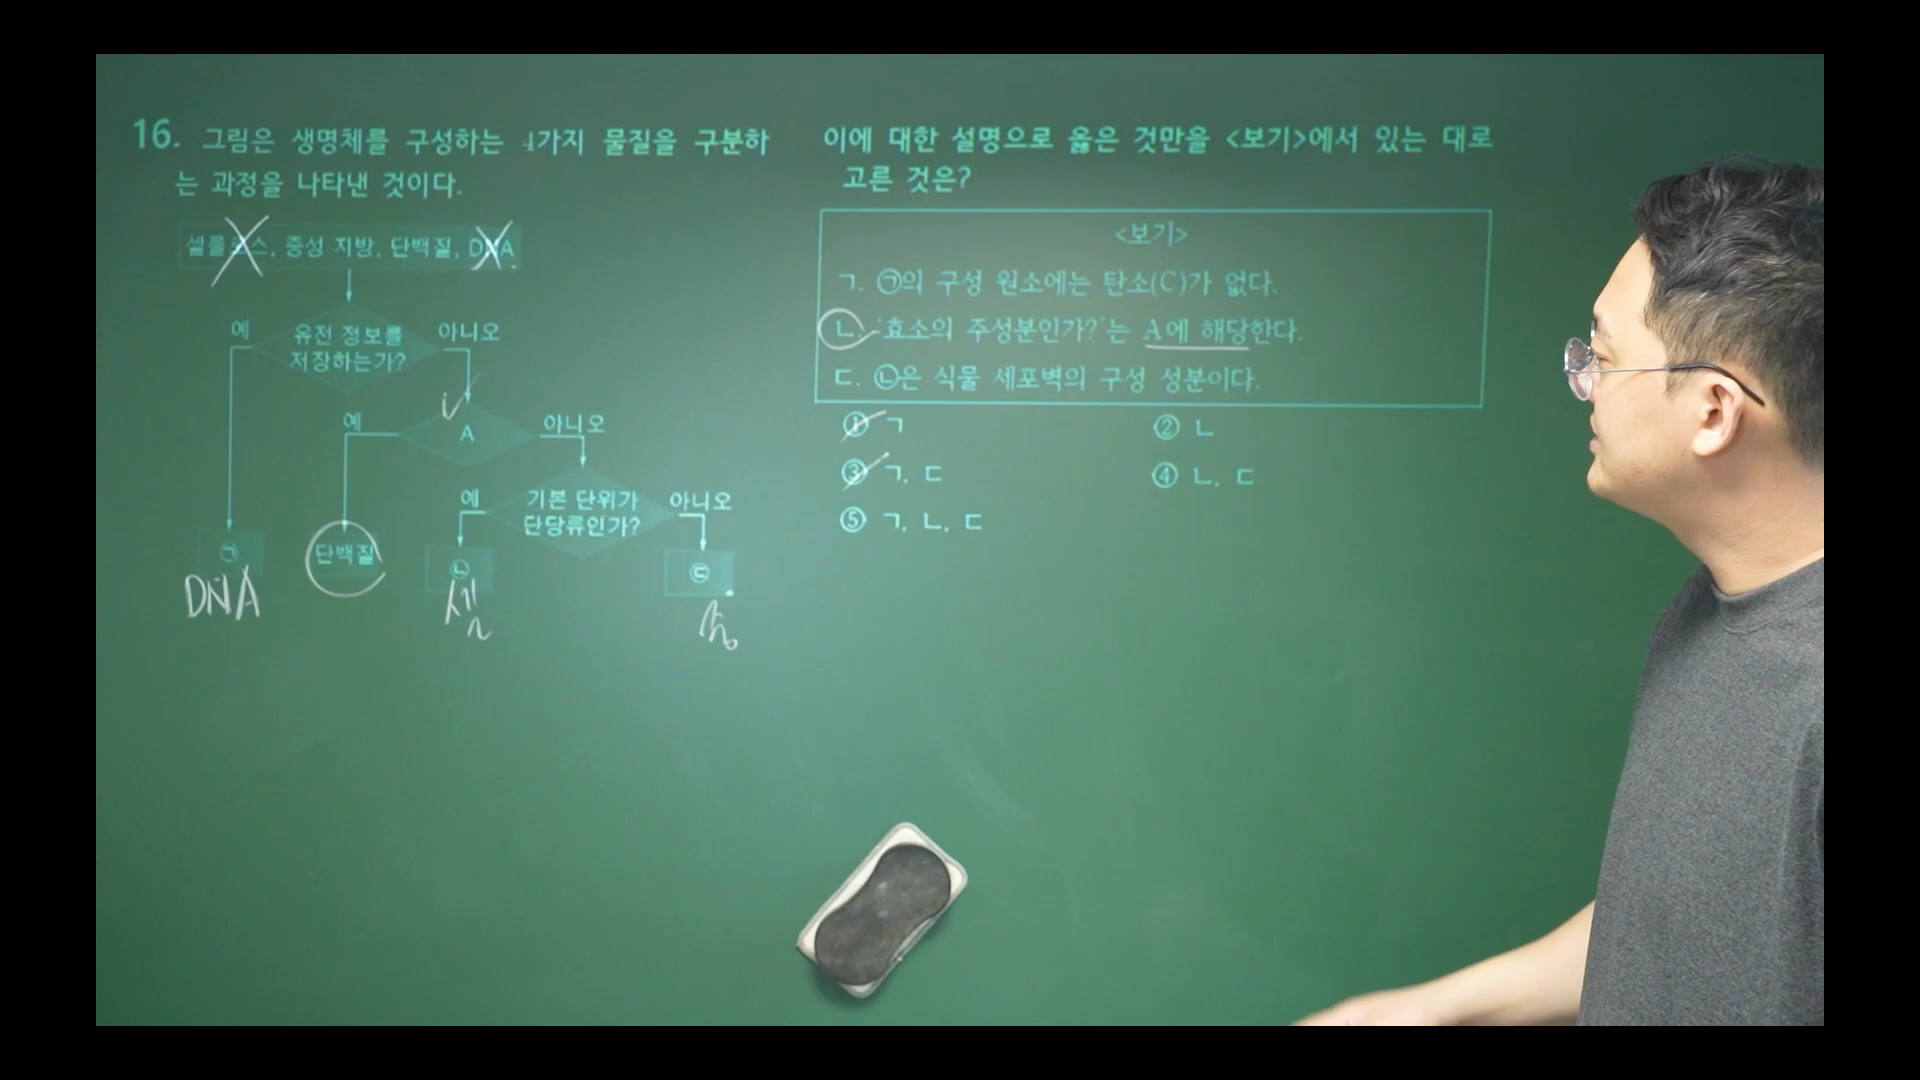 16. 그림은 생명체를 구성하는 4가지 물질을 구분하
는 과정을 나타낸 것이다.
셀룰로스, 중성 지방, 단백질, DNA
유전 정보를
저장하는가?
예
아니오
A
예
아니오
기본 단위가
단당류인가?
예
아니오
㉠
단백질
㉡
㉢
DNA
셀
중
이에 대한 설명으로 옳은 것만을 <보기>에서 있는 대로
고른 것은?
<보기>
ㄱ. ㉠의 구성 원소에는 탄소(C)가 없다.
ㄴ. '효소의 주성분인가?'는 A에 해당한다.
ㄷ. ㉡은 식물 세포벽의 구성 성분이다.
① ㄱ ② ㄴ
③ ㄱ, ㄷ ④ ㄴ, ㄷ
⑤ ㄱ, ㄴ, ㄷ